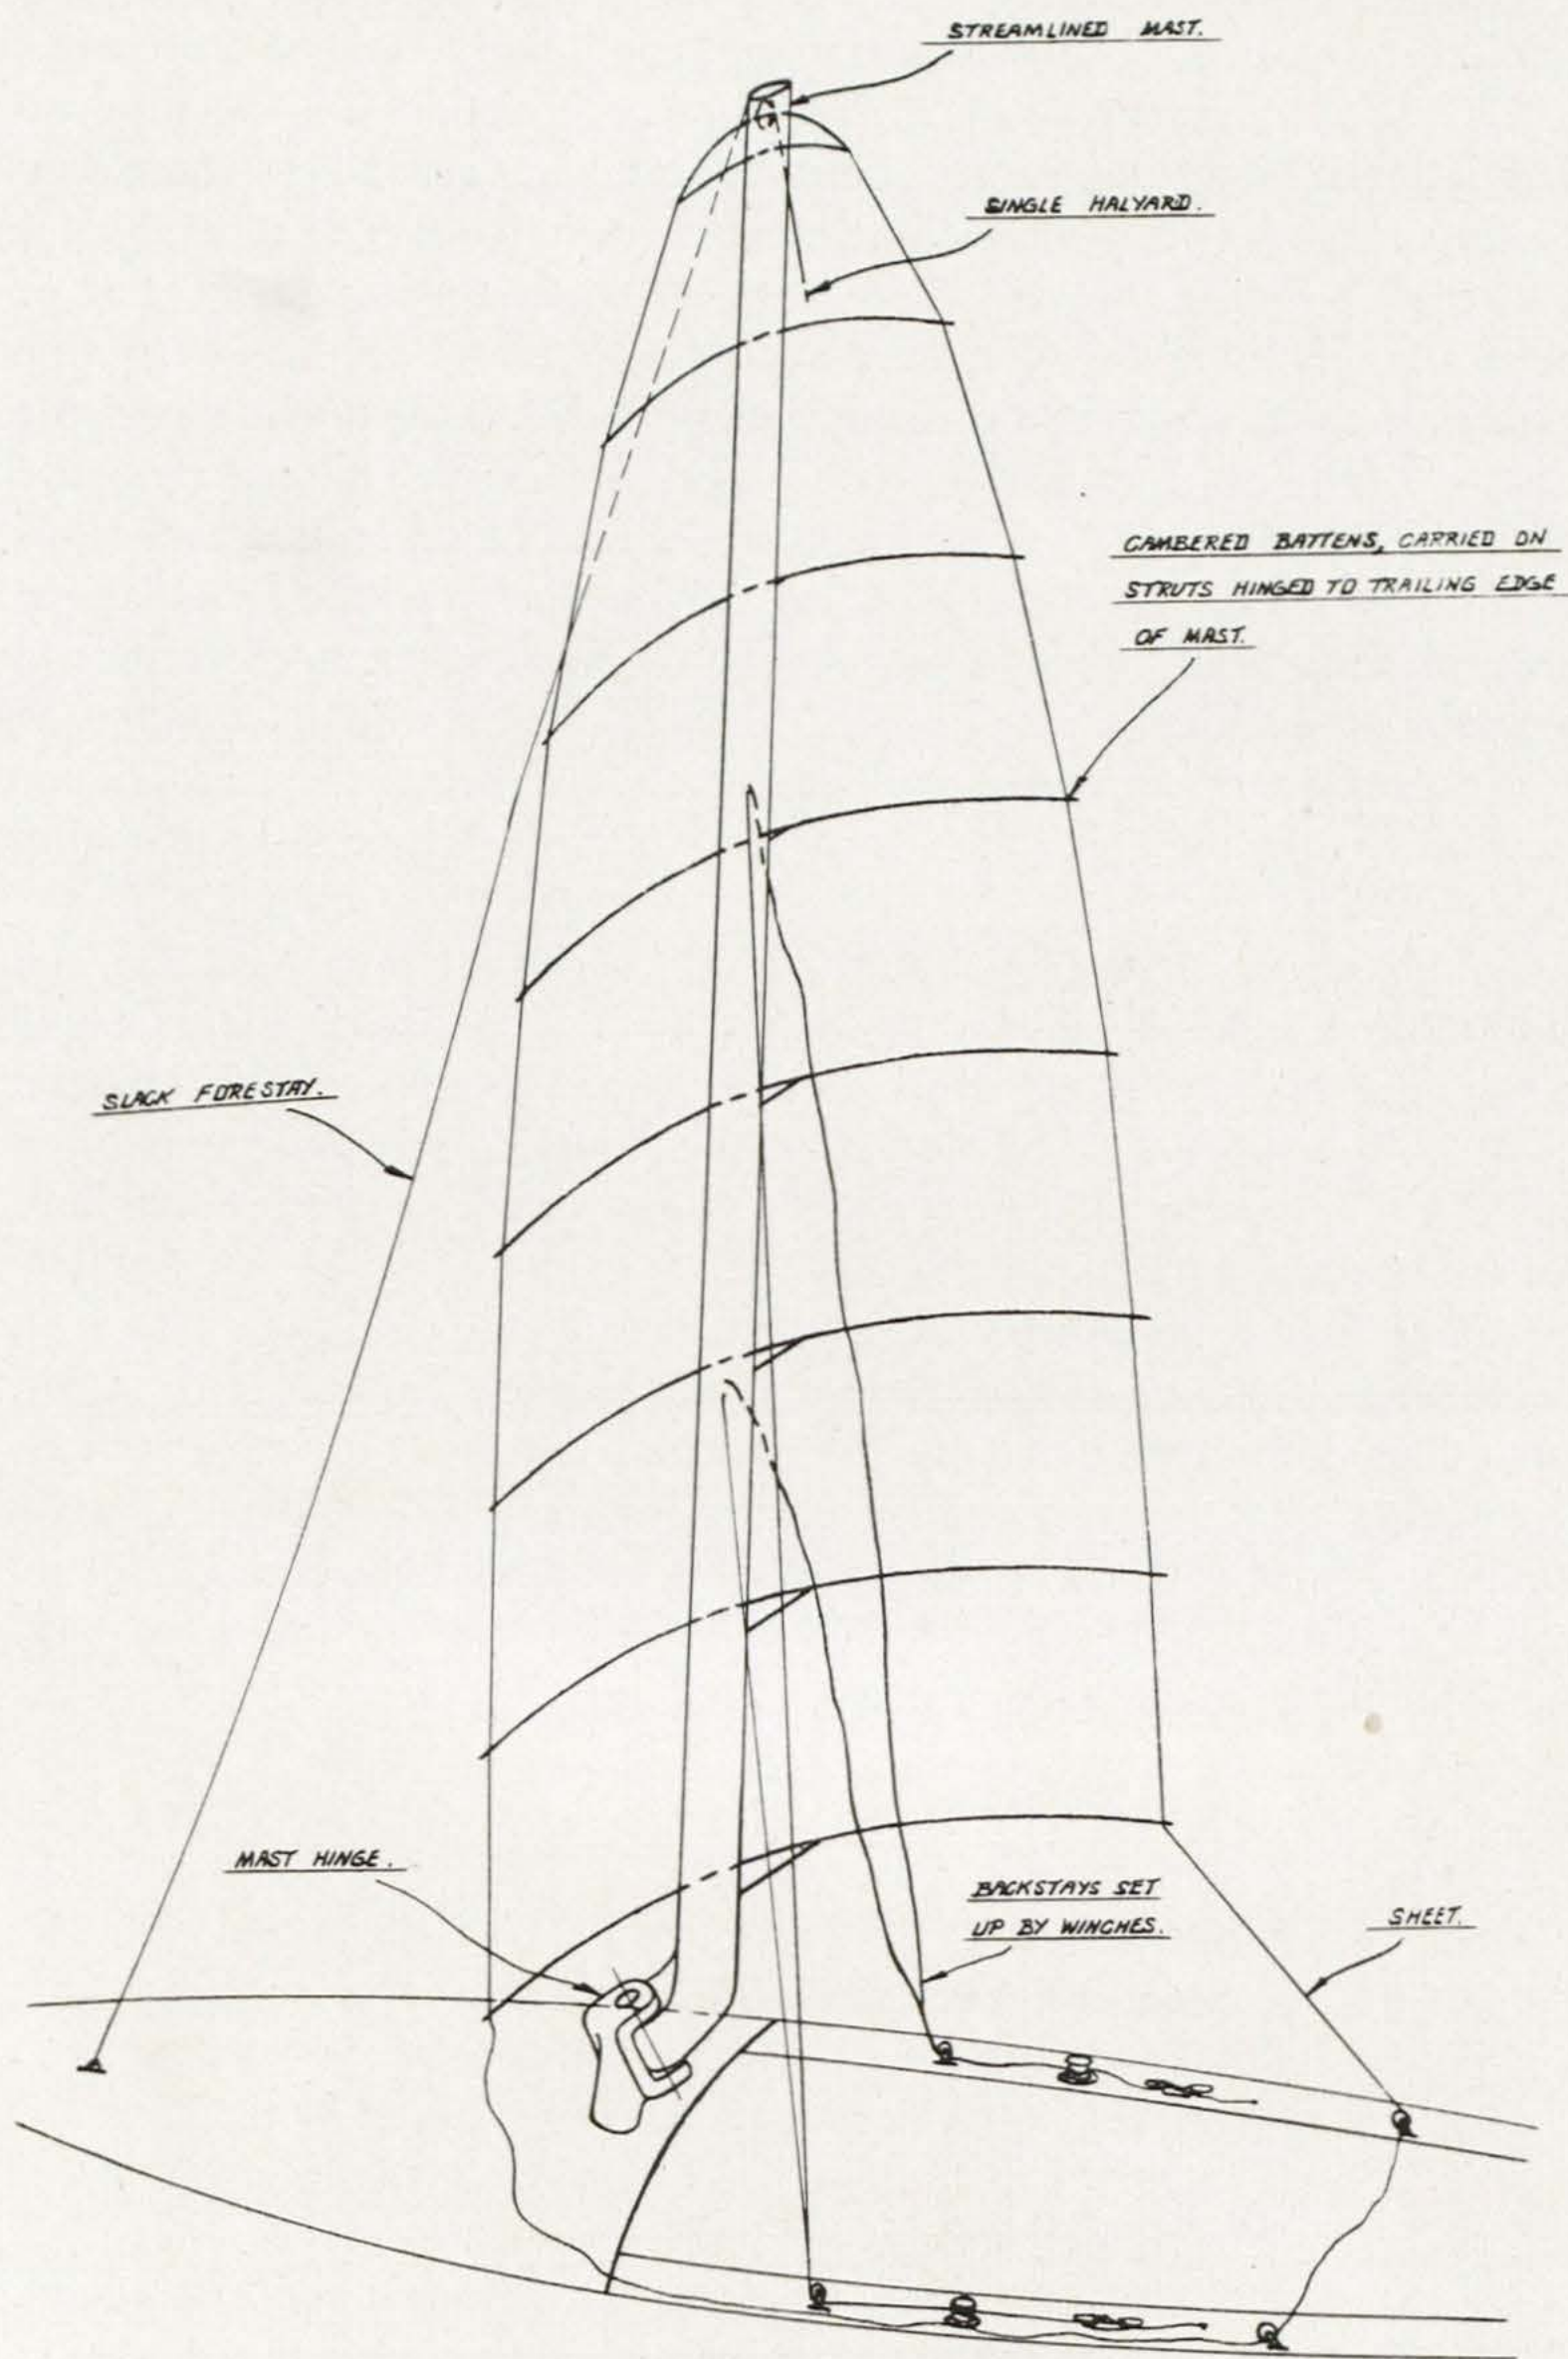 STREAMLINED MAST.
SINGLE HALYARD.
CAMBERED BATTENS, CARRIED ON
STRUTS HINGED TO TRAILING EDGE
OF MAST.
SLACK FORESTAY.
MAST HINGE.
BACKSTAYS SET
UP BY WINCHES.
SHEET.